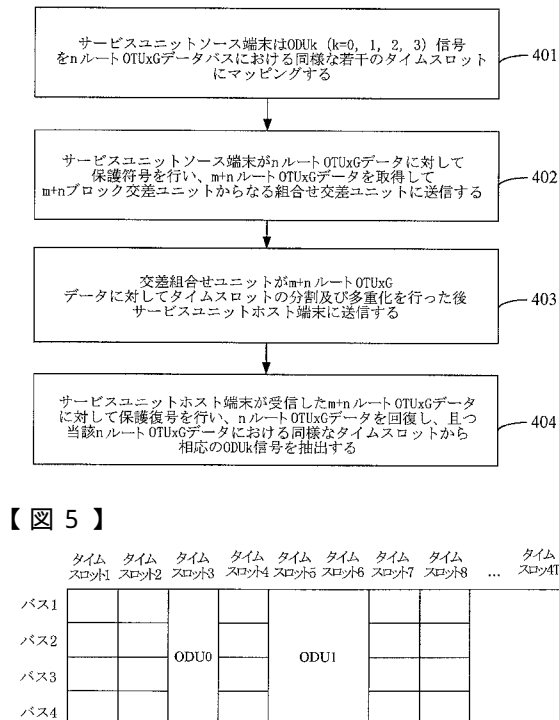 サービスユニットソース端末はODUk (k=0, 1, 2, 3) 信号
をnルートOTUxGデータバスにおける同様な若干のタイムスロット
にマッピングする
401
サービスユニットソース端末がnルートOTUxGデータに対して
保護符号を行い、m+nルートOTUxGデータを取得して
m+nブロック交差ユニットからなる組合せ交差ユニットに送信する
402
交差組合せユニットがm+nルートOTUxG
データに対してタイムスロットの分割及び多重化を行った後
サービスユニットホスト端末に送信する
403
サービスユニットホスト端末が受信したm+nルートOTUxGデータ
に対して保護復号を行い、nルートOTUxGデータを回復し、且つ
当該nルートOTUxGデータにおける同様なタイムスロットから
相応のODUk信号を抽出する
404
【図5】
タイム タイム タイム タイム タイム タイム タイム タイム タイム
スロット1 スロット2 スロット3 スロット4 スロット5 スロット6 スロット7 スロット8 … スロッ4T
バス1
バス2
ODU0 ODU1
バス3
バス4